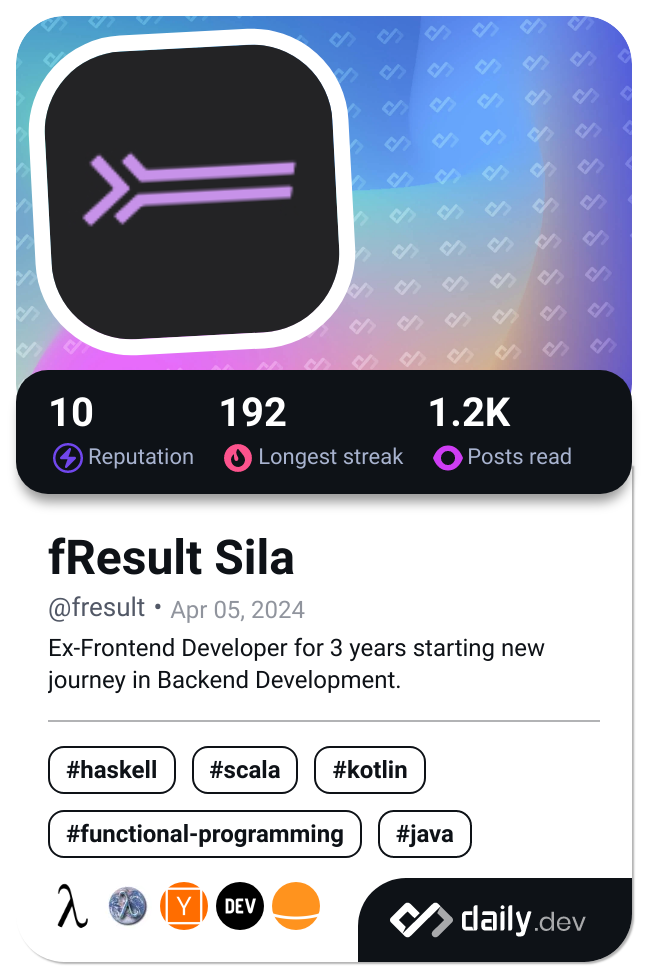 10 192 1.2K
Reputation Longest streak Posts read
fResult Sila
@fresult • Apr 05, 2024
Ex-Frontend Developer for 3 years starting new
journey in Backend Development.
#haskell #scala #kotlin
#functional-programming #java
λ λ Y DEV daily.dev